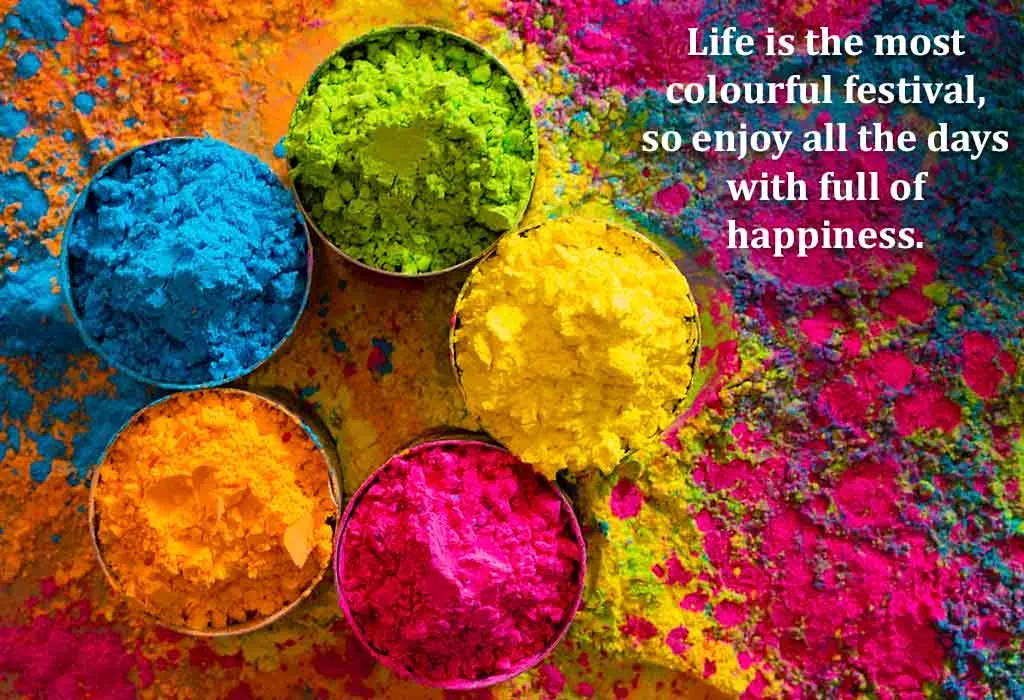 Life is the most
colourful festival,
so enjoy all the days
with full of
happiness.